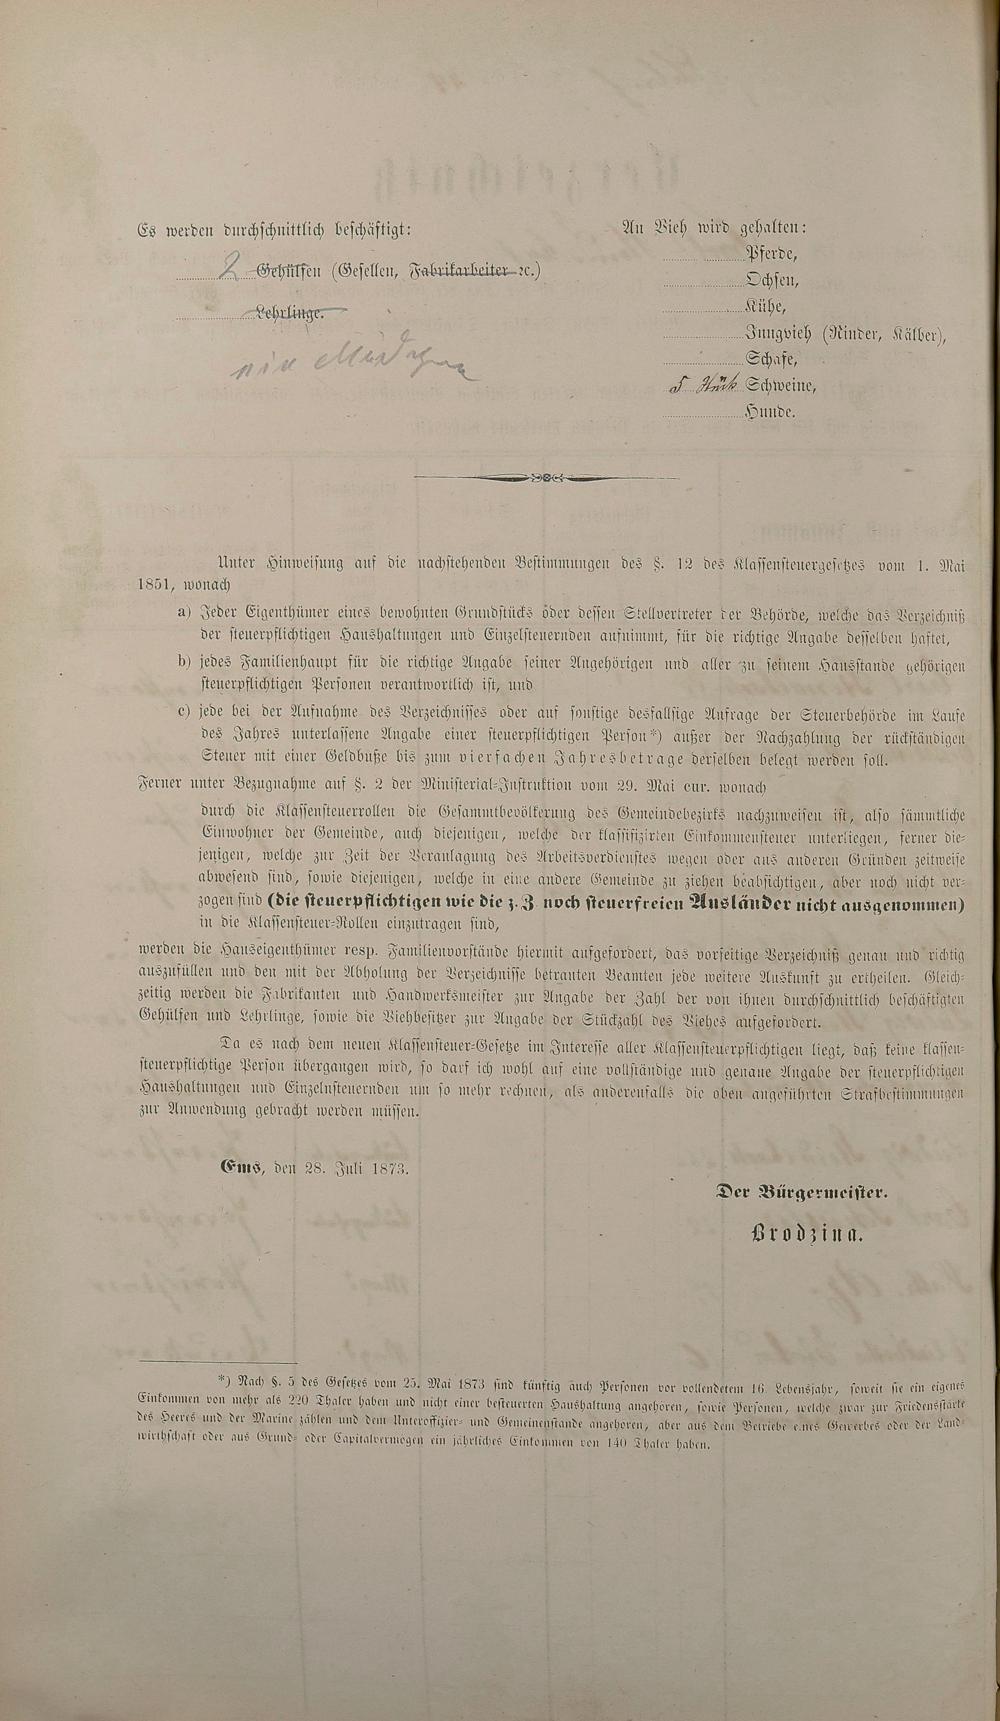 Es werden durchschnittlich beschäftigt:
2 Gehülfen (Gesellen, Fabrikarbeiter ꝛc.)
Lehrlinge.
An Vieh wird gehalten:
Pferde,
Ochsen,
Kühe,
Jungvieh (Rinder, Kälber),
Schafe,
5 Stück Schweine,
Hunde.
Unter Hinweisung auf die nachstehenden Bestimmungen des §. 12 des Klassensteuergesetzes vom 1. Mai
1851, wonach
a) Jeder Eigenthümer eines bewohnten Grundstücks oder dessen Stellvertreter der Behörde, welche das Verzeichniß
der steuerpflichtigen Haushaltungen und Einzelsteuernden aufnimmt, für die richtige Angabe desselben haftet,
b) jedes Familienhaupt für die richtige Angabe seiner Angehörigen und aller zu seinem Hausstande gehörigen
steuerpflichtigen Personen verantwortlich ist, und
c) jede bei der Aufnahme des Verzeichnisses oder auf sonstige desfallsige Anfrage der Steuerbehörde im Laufe
des Jahres unterlassene Angabe einer steuerpflichtigen Person*) außer der Nachzahlung der rückständigen
Steuer mit einer Geldbuße bis zum vierfachen Jahresbetrage derselben belegt werden soll.
Ferner unter Bezugnahme auf §. 2 der Ministerial-Instruktion vom 29. Mai cur. wonach
durch die Klassensteuerrollen die Gesammtbevölkerung des Gemeindebezirks nachzuweisen ist, also sämmtliche
Einwohner der Gemeinde, auch diejenigen, welche der klassifizirten Einkommensteuer unterliegen, ferner die-
jenigen, welche zur Zeit der Veranlagung des Arbeitsverdienstes wegen oder aus anderen Gründen zeitweise
abwesend sind, sowie diejenigen, welche in eine andere Gemeinde zu ziehen beabsichtigen, aber noch nicht ver-
zogen sind (die steuerpflichtigen wie die z. Z. noch steuerfreien Ausländer nicht ausgenommen)
in die Klassensteuer-Rollen einzutragen sind,
werden die Hauseigenthümer resp. Familienvorstände hiermit aufgefordert, das vorseitige Verzeichniß genau und richtig
auszufüllen und den mit der Abholung der Verzeichnisse betrauten Beamten jede weitere Auskunft zu ertheilen. Gleich-
zeitig werden die Fabrikanten und Handwerksmeister zur Angabe der Zahl der von ihnen durchschnittlich beschäftigten
Gehülfen und Lehrlinge, sowie die Viehbesitzer zur Angabe der Stückzahl des Viehes aufgefordert.
Da es nach dem neuen Klassensteuer-Gesetze im Interesse aller Klassensteuerpflichtigen liegt, daß keine klassen-
steuerpflichtige Person übergangen wird, so darf ich wohl auf eine vollständige und genaue Angabe der steuerpflichtigen
Haushaltungen und Einzelnsteuernden um so mehr rechnen, als anderenfalls die oben angeführten Strafbestimmungen
zur Anwendung gebracht werden müssen.
Ems, den 28. Juli 1873.
Der Bürgermeister.
Brodzina.
*) Nach §. 5 des Gesetzes vom 25. Mai 1873 sind künftig auch Personen vor vollendetem 16. Lebensjahr, soweit sie ein eigenes
Einkommen von mehr als 220 Thaler haben und nicht einer besteuerten Haushaltung angehören, sowie Personen, welche zwar zur Friedensstärke
des Heeres und der Marine zählen und dem Unteroffizier- und Gemeinenstande angehören, aber aus dem Betriebe eines Gewerbes oder der Land-
wirthschaft oder aus Grund- oder Capitalvermögen ein jährliches Einkommen von 140 Thaler haben.